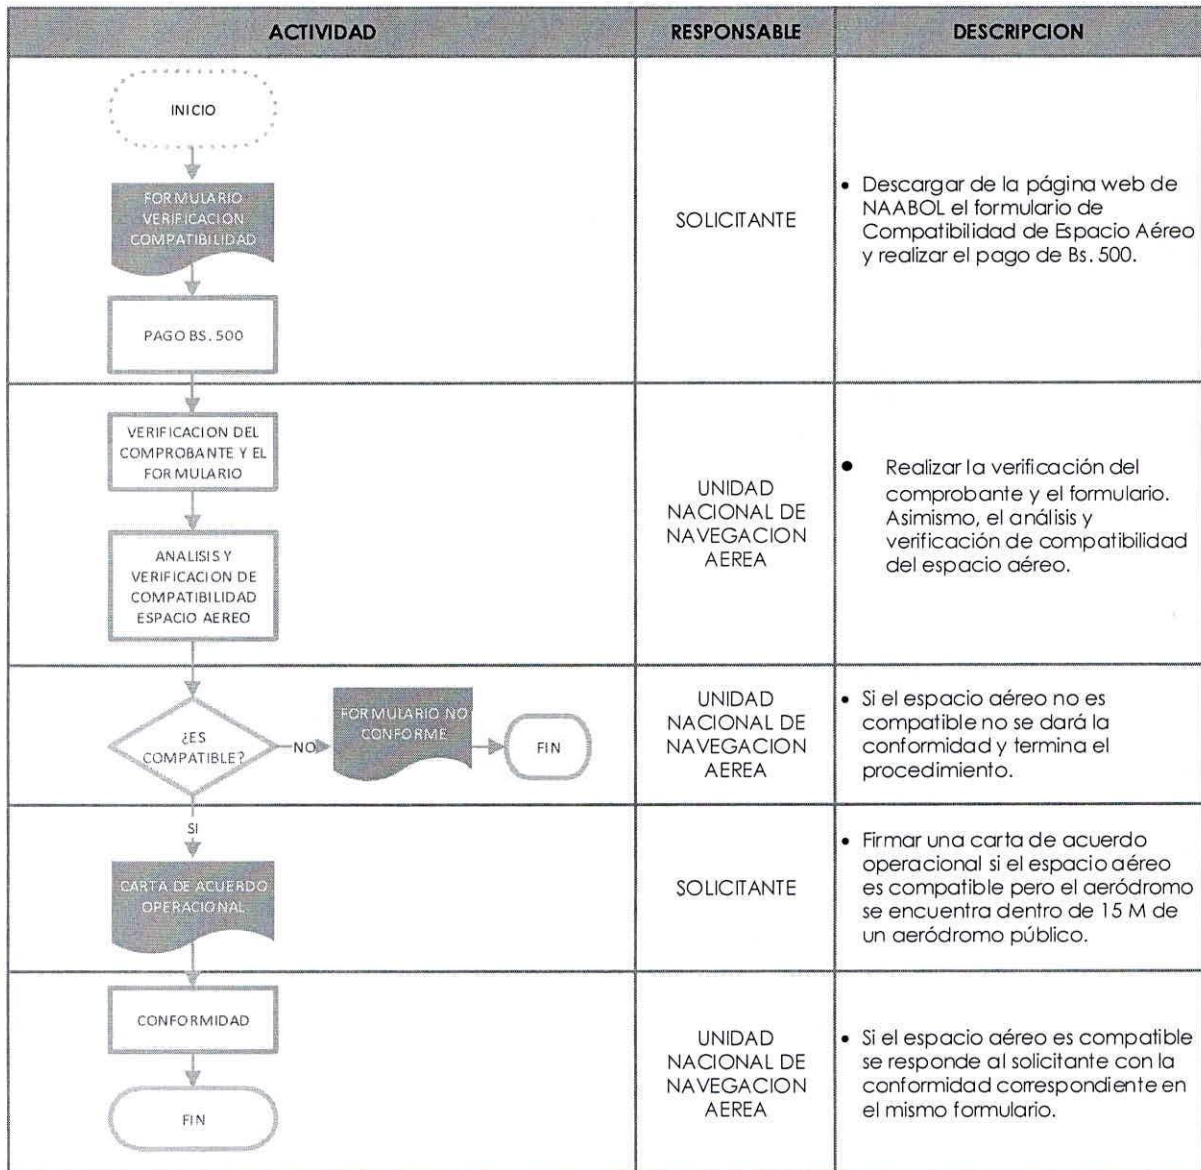 ACTIVIDAD
RESPONSABLE
DESCRIPCION
INICIO
FORMULARIO
VERIFICACION
COMPATIBILIDAD
PAGO BS. 500
SOLICITANTE
• Descargar de la página web de
NAABOL el formulario de
Compatibilidad de Espacio Aéreo
y realizar el pago de Bs. 500.
VERIFICACION DEL
COMPROBANTE Y EL
FORMULARIO
ANALISIS Y
VERIFICACION DE
COMPATIBILIDAD
ESPACIO AEREO
UNIDAD
NACIONAL DE
NAVEGACION
AEREA
• Realizar la verificación del
comprobante y el formulario.
Asimismo, el análisis y
verificación de compatibilidad
del espacio aéreo.
¿ES
COMPATIBLE?
NO
FORMULARIO NO
CONFORME
FIN
UNIDAD
NACIONAL DE
NAVEGACION
AEREA
• Si el espacio aéreo no es
compatible no se dará la
conformidad y termina el
procedimiento.
SI
CARTA DE ACUERDO
OPERACIONAL
SOLICITANTE
• Firmar una carta de acuerdo
operacional si el espacio aéreo
es compatible pero el aeródromo
se encuentra dentro de 15 M de
un aeródromo público.
CONFORMIDAD
FIN
UNIDAD
NACIONAL DE
NAVEGACION
AEREA
• Si el espacio aéreo es compatible
se responde al solicitante con la
conformidad correspondiente en
el mismo formulario.